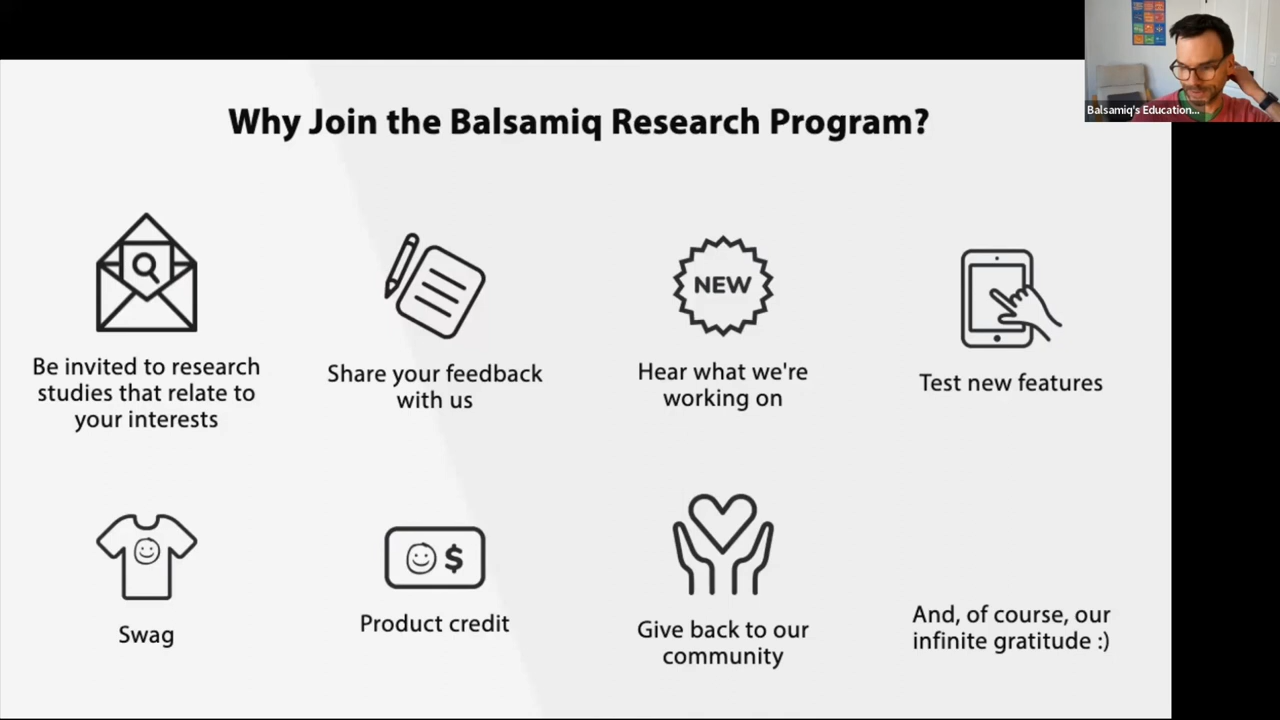 Why Join the Balsamiq Research Program?
Balsamiq's Education...
NEW
Be invited to research
studies that relate to
your interests
Share your feedback
with us
Hear what we're
working on
Test new features
$
Swag
Product credit
Give back to our
community
And, of course, our
infinite gratitude :)